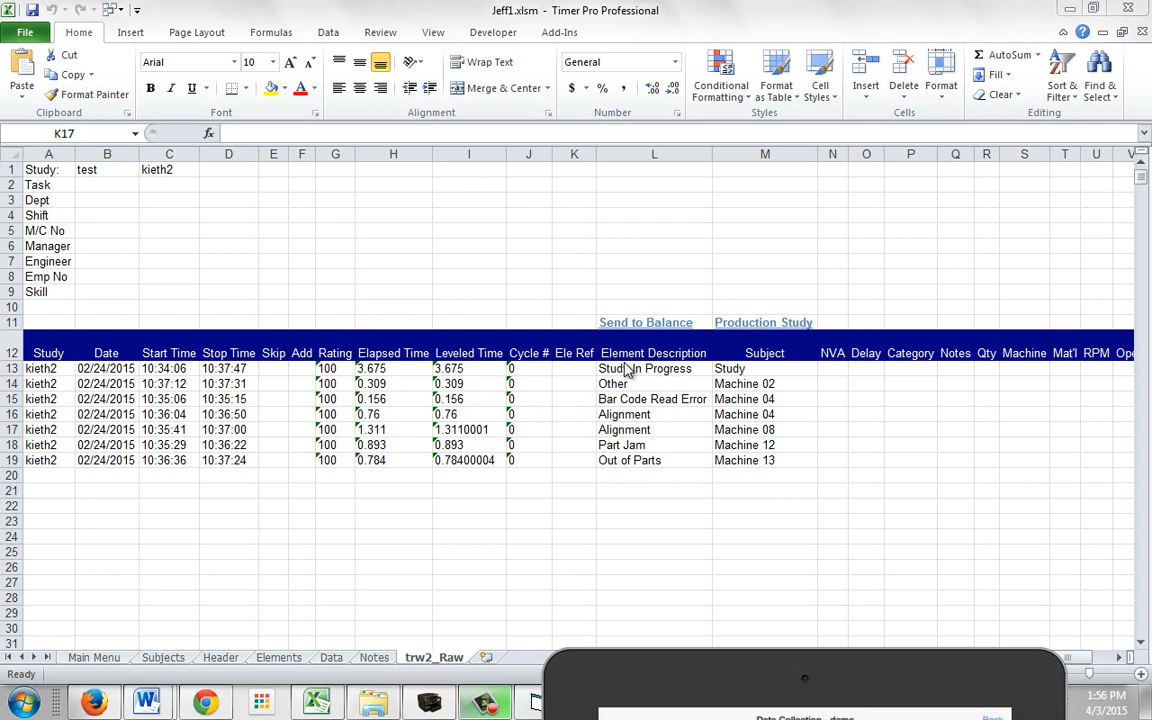 Jeff1.xlsm - Timer Pro Professional
File Home Insert Page Layout Formulas Data Review View Developer Add-Ins
Paste Cut Copy Format Painter Clipboard
Arial 10 A A B I U A Font
Wrap Text Merge & Center Alignment
General $ % , Number
Conditional Formatting Format as Table Cell Styles Styles
Insert Delete Format Cells
Σ AutoSum Fill Clear Sort & Filter Find & Select Editing
K17 fx
A B C D E F G H I J K L M N O P Q R S T U V
1 Study: test kieth2
2 Task
3 Dept
4 Shift
5 M/C No
6 Manager
7 Engineer
8 Emp No
9 Skill
10
11 Send to Balance Production Study
12 Study Date Start Time Stop Time Skip Add Rating Elapsed Time Leveled Time Cycle # Ele Ref Element Description Subject NVA Delay Category Notes Qty Machine Mat'l RPM Ope
13 kieth2 02/24/2015 10:34:06 10:37:47 100 3.675 3.675 0 Study In Progress Study
14 kieth2 02/24/2015 10:37:12 10:37:31 100 0.309 0.309 0 Other Machine 02
15 kieth2 02/24/2015 10:35:06 10:35:15 100 0.156 0.156 0 Bar Code Read Error Machine 04
16 kieth2 02/24/2015 10:36:04 10:36:50 100 0.76 0.76 0 Alignment Machine 04
17 kieth2 02/24/2015 10:35:41 10:37:00 100 1.311 1.3110001 0 Alignment Machine 08
18 kieth2 02/24/2015 10:35:29 10:36:22 100 0.893 0.893 0 Part Jam Machine 12
19 kieth2 02/24/2015 10:36:36 10:37:24 100 0.784 0.78400004 0 Out of Parts Machine 13
20
21
22
23
24
25
26
27
28
29
30
31
Main Menu Subjects Header Elements Data Notes trw2_Raw
Ready
Data Collection - demo Back
1:56 PM
4/3/2015